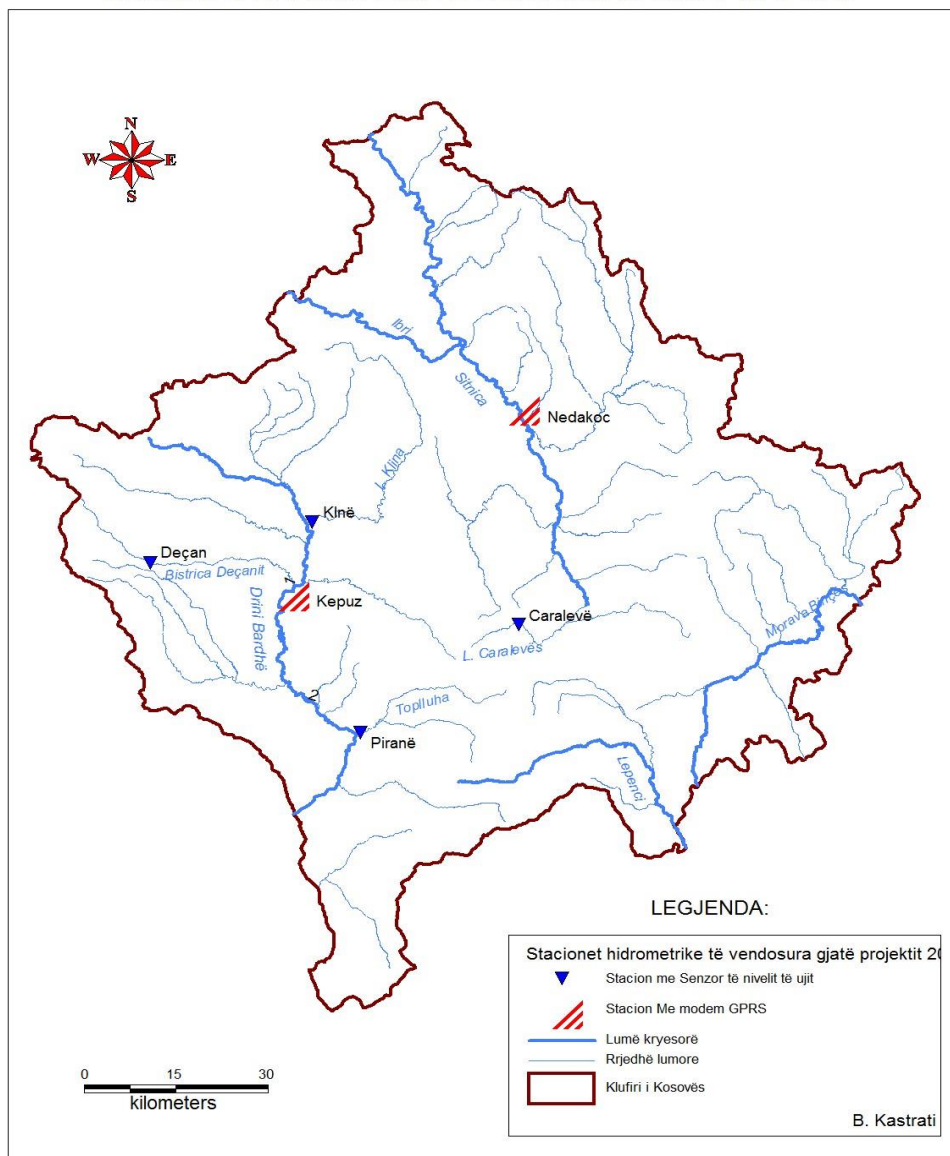 N
W E
S
Ibri
Sitnica
Nedakoc
L. Klina
Klnë
Deçan
Bistrica Deçanit
1
Kepuz
Drini Bardhë
Caralevë
L. Caralevës
Morava Binçës
2
Toplluha
Piranë
Lepenci
LEGJENDA:
Stacionet hidrometrike të vendosura gjatë projektit
Stacion me Senzor të nivelit të ujit
Stacion Me modem GPRS
Lumë kryesorë
Rrjedhë lumore
Klufiri i Kosovës
0 15 30
kilometers
B. Kastrati